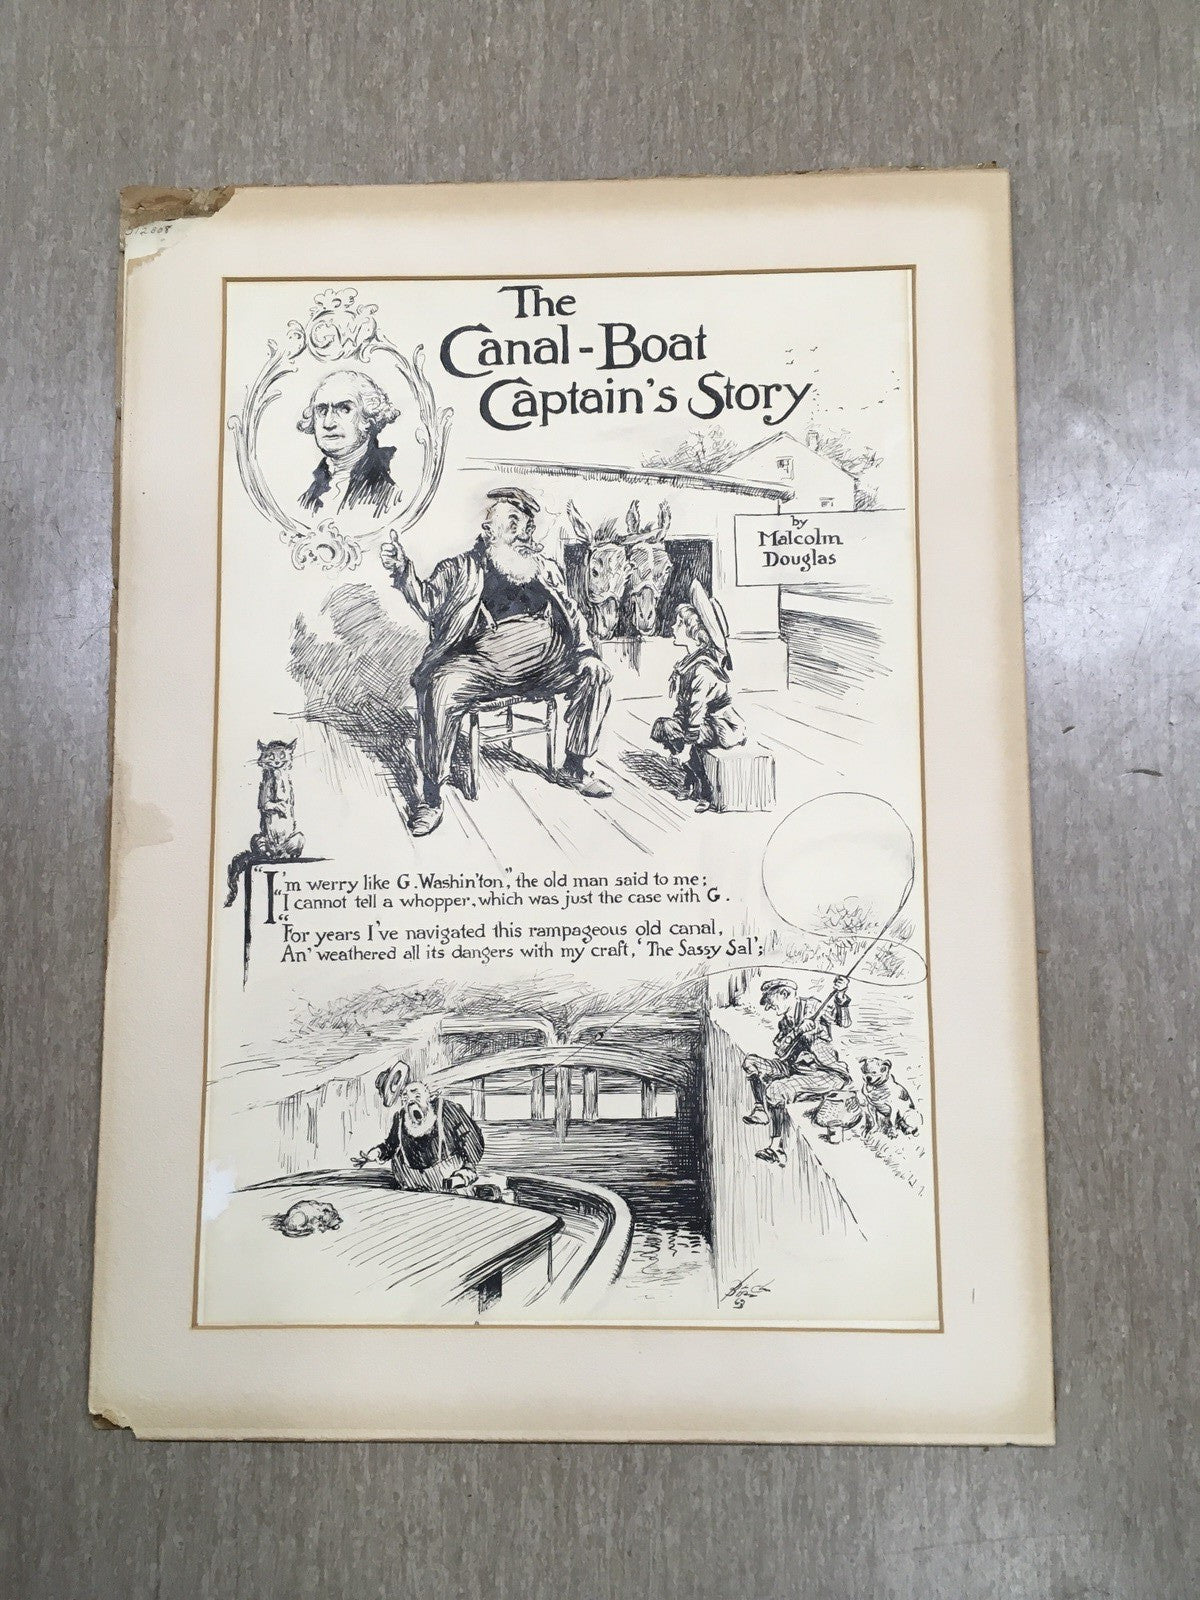 512808
GW
The
Canal-Boat
Captain's Story
by
Malcolm
Douglas
"I'm werry like G. Washin'ton," the old man said to me;
"I cannot tell a whopper, which was just the case with G.
"For years I've navigated this rampageous old canal,
An' weathered all its dangers with my craft, 'The Sassy Sal';